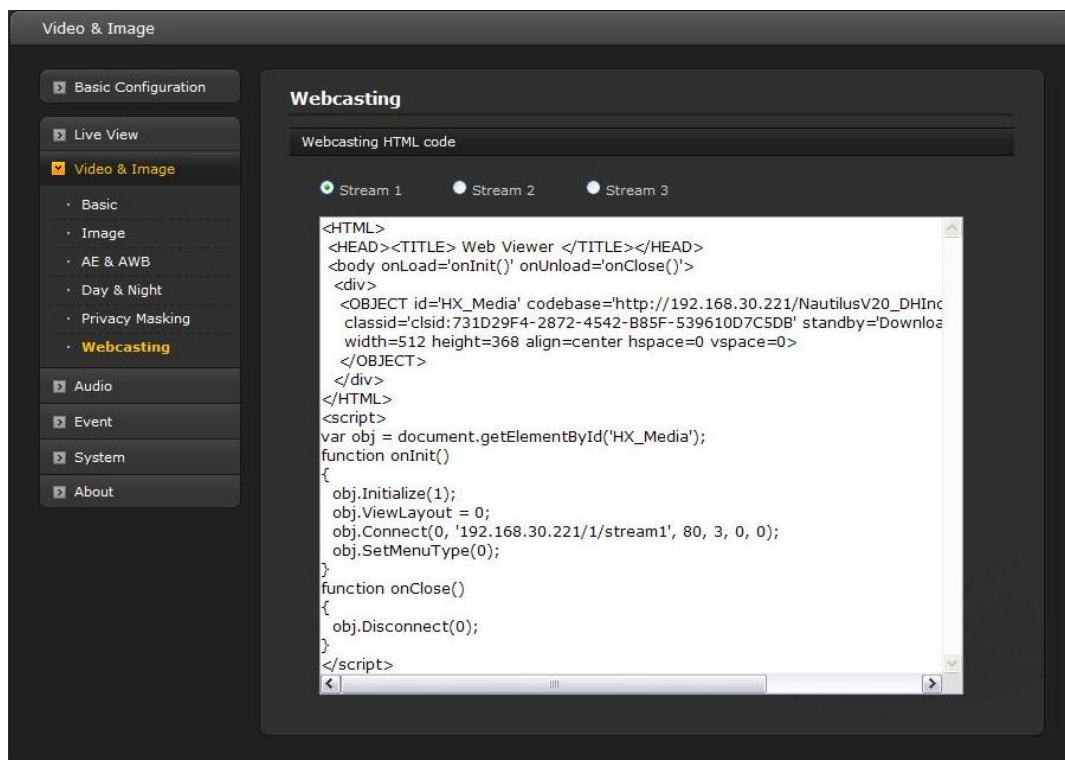 Video & Image
Basic Configuration
Live View
Video & Image
· Basic
· Image
· AE & AWB
· Day & Night
· Privacy Masking
· Webcasting
Audio
Event
System
About
Webcasting
Webcasting HTML code
Stream 1 Stream 2 Stream 3
<HTML>
<HEAD><TITLE> Web Viewer </TITLE></HEAD>
<body onLoad='onInit()' onUnload='onClose()'>
<div>
<OBJECT id='HX_Media' codebase='http://192.168.30.221/NautilusV20_DHInc
classid='clsid:731D29F4-2872-4542-B85F-539610D7C5DB' standby='Downloa
width=512 height=368 align=center hspace=0 vspace=0>
</OBJECT>
</div>
</HTML>
<script>
var obj = document.getElementById('HX_Media');
function onInit()
{
obj.Initialize(1);
obj.ViewLayout = 0;
obj.Connect(0, '192.168.30.221/1/stream1', 80, 3, 0, 0);
obj.SetMenuType(0);
}
function onClose()
{
obj.Disconnect(0);
}
</script>